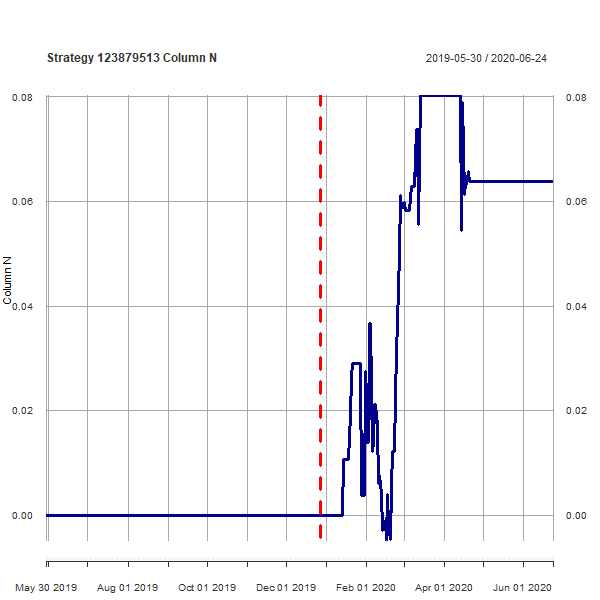 Strategy 123879513 Column N
2019-05-30 / 2020-06-24
0.08
0.08
0.06
0.06
Column N
0.04
0.04
0.02
0.02
0.00
0.00
May 30 2019
Aug 01 2019
Oct 01 2019
Dec 01 2019
Feb 01 2020
Apr 01 2020
Jun 01 2020